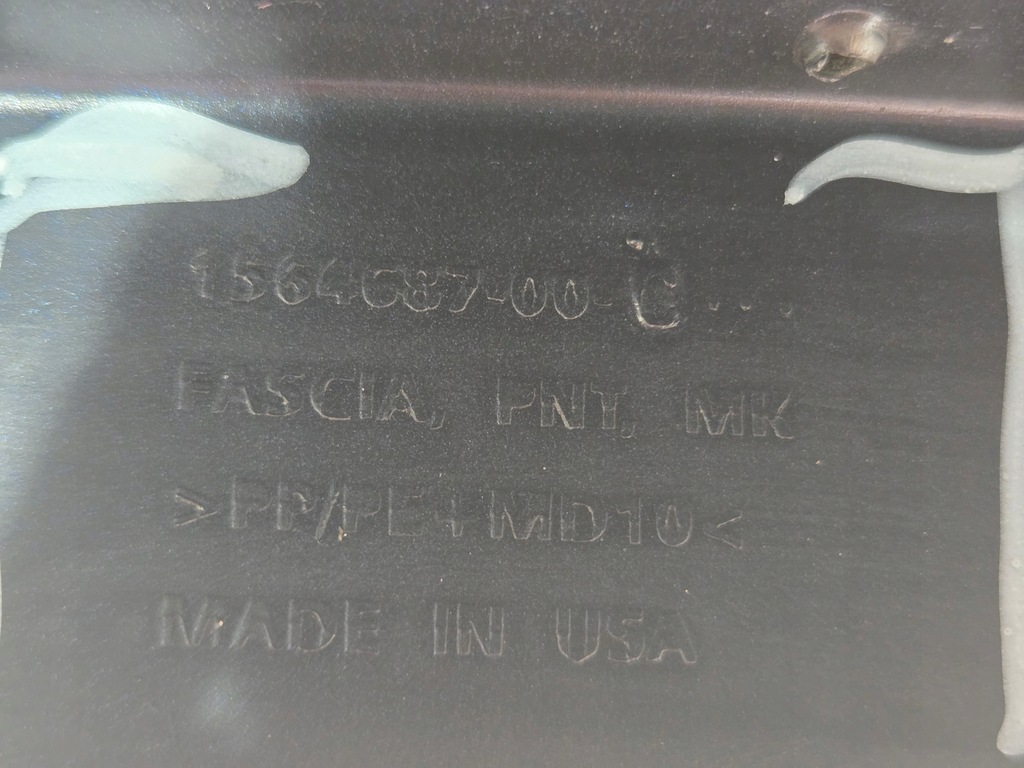 1564687-00-C...
FASCIA, PNT, MK
>PP/PE+MD10<
MADE IN USA